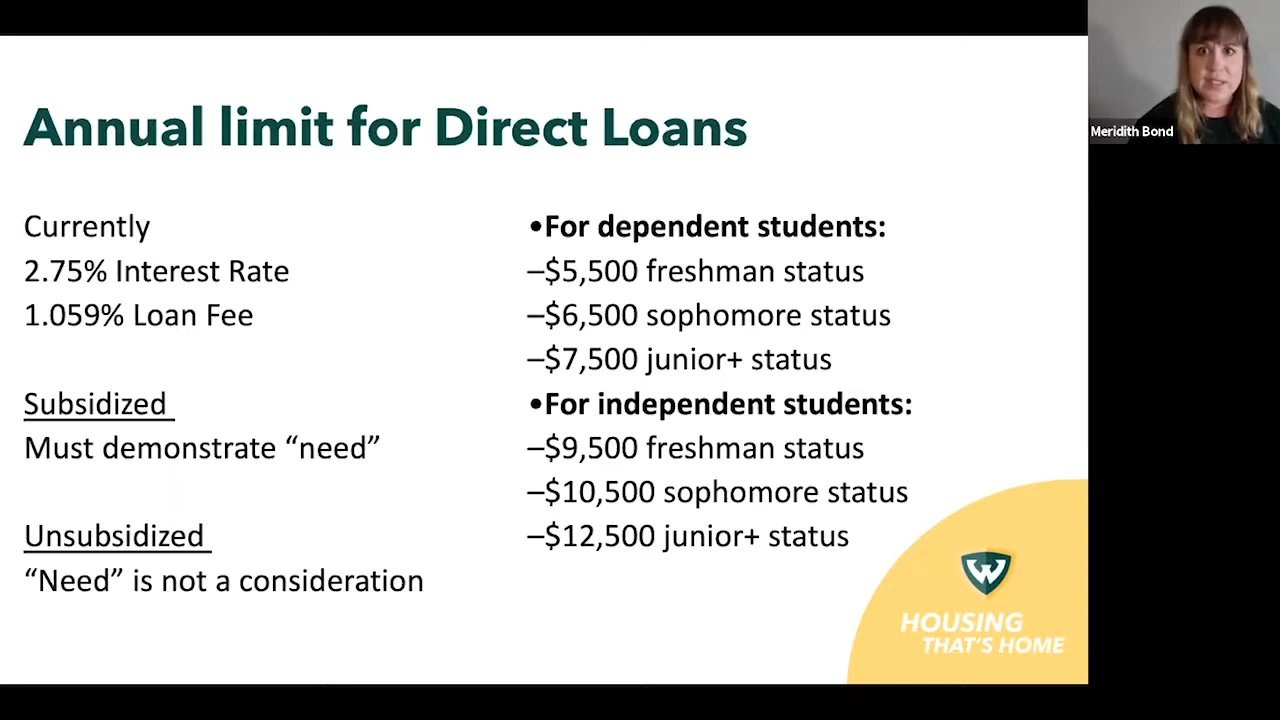 Annual limit for Direct Loans
Currently
2.75% Interest Rate
1.059% Loan Fee
Subsidized
Must demonstrate “need”
Unsubsidized
“Need” is not a consideration
•For dependent students:
–$5,500 freshman status
–$6,500 sophomore status
–$7,500 junior+ status
•For independent students:
–$9,500 freshman status
–$10,500 sophomore status
–$12,500 junior+ status
W
HOUSING
THAT'S HOME
Meridith Bond